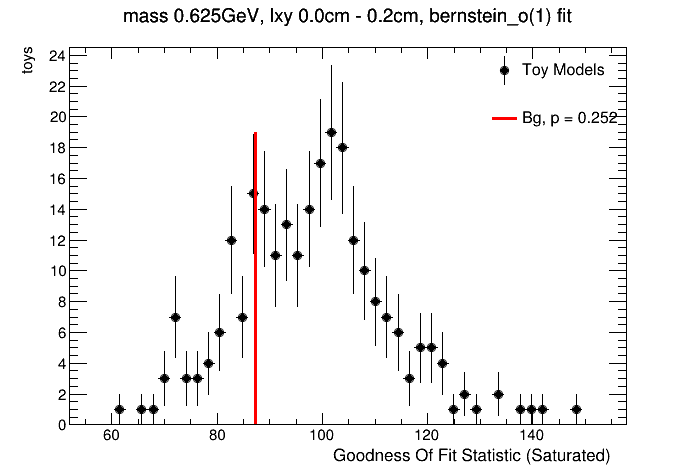 mass 0.625GeV, lxy 0.0cm - 0.2cm, bernstein_o(1) fit
toys
24
22
20
18
16
14
12
10
8
6
4
2
0
Toy Models
Bg, p = 0.252
60 80 100 120 140
Goodness Of Fit Statistic (Saturated)